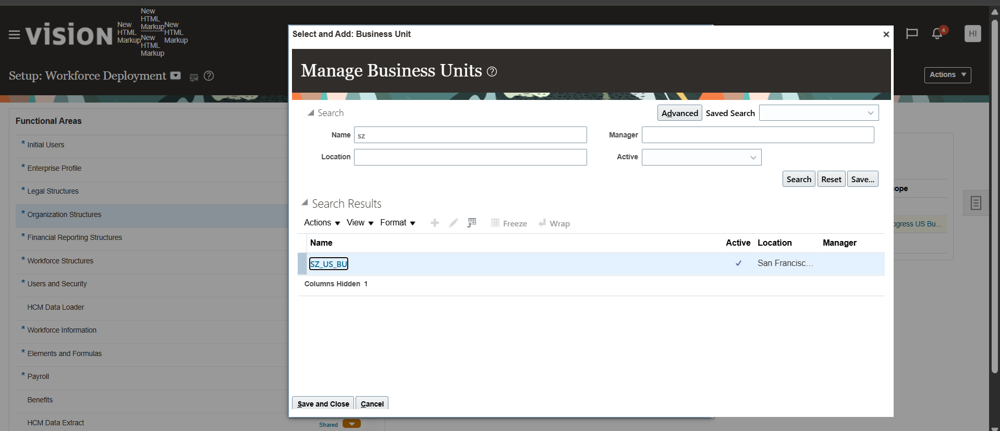 vision
New
HTML
Markup
New
HTML
Markup
New
HTML
Markup
New
HTML
Markup
4
HI
Setup: Workforce Deployment
Actions
Functional Areas
* Initial Users
* Enterprise Profile
* Legal Structures
* Organization Structures
* Financial Reporting Structures
* Workforce Structures
* Users and Security
HCM Data Loader
* Workforce Information
* Elements and Formulas
* Payroll
Benefits
HCM Data Extract
Shared
Select and Add: Business Unit
Manage Business Units
Search
Advanced Saved Search
Name sz Manager
Location Active
Search Reset Save...
Search Results
Actions View Format Freeze Wrap
Name Active Location Manager
SZ_US_BU San Francisc...
Columns Hidden 1
Save and Close Cancel
cope
ogress US Bu...